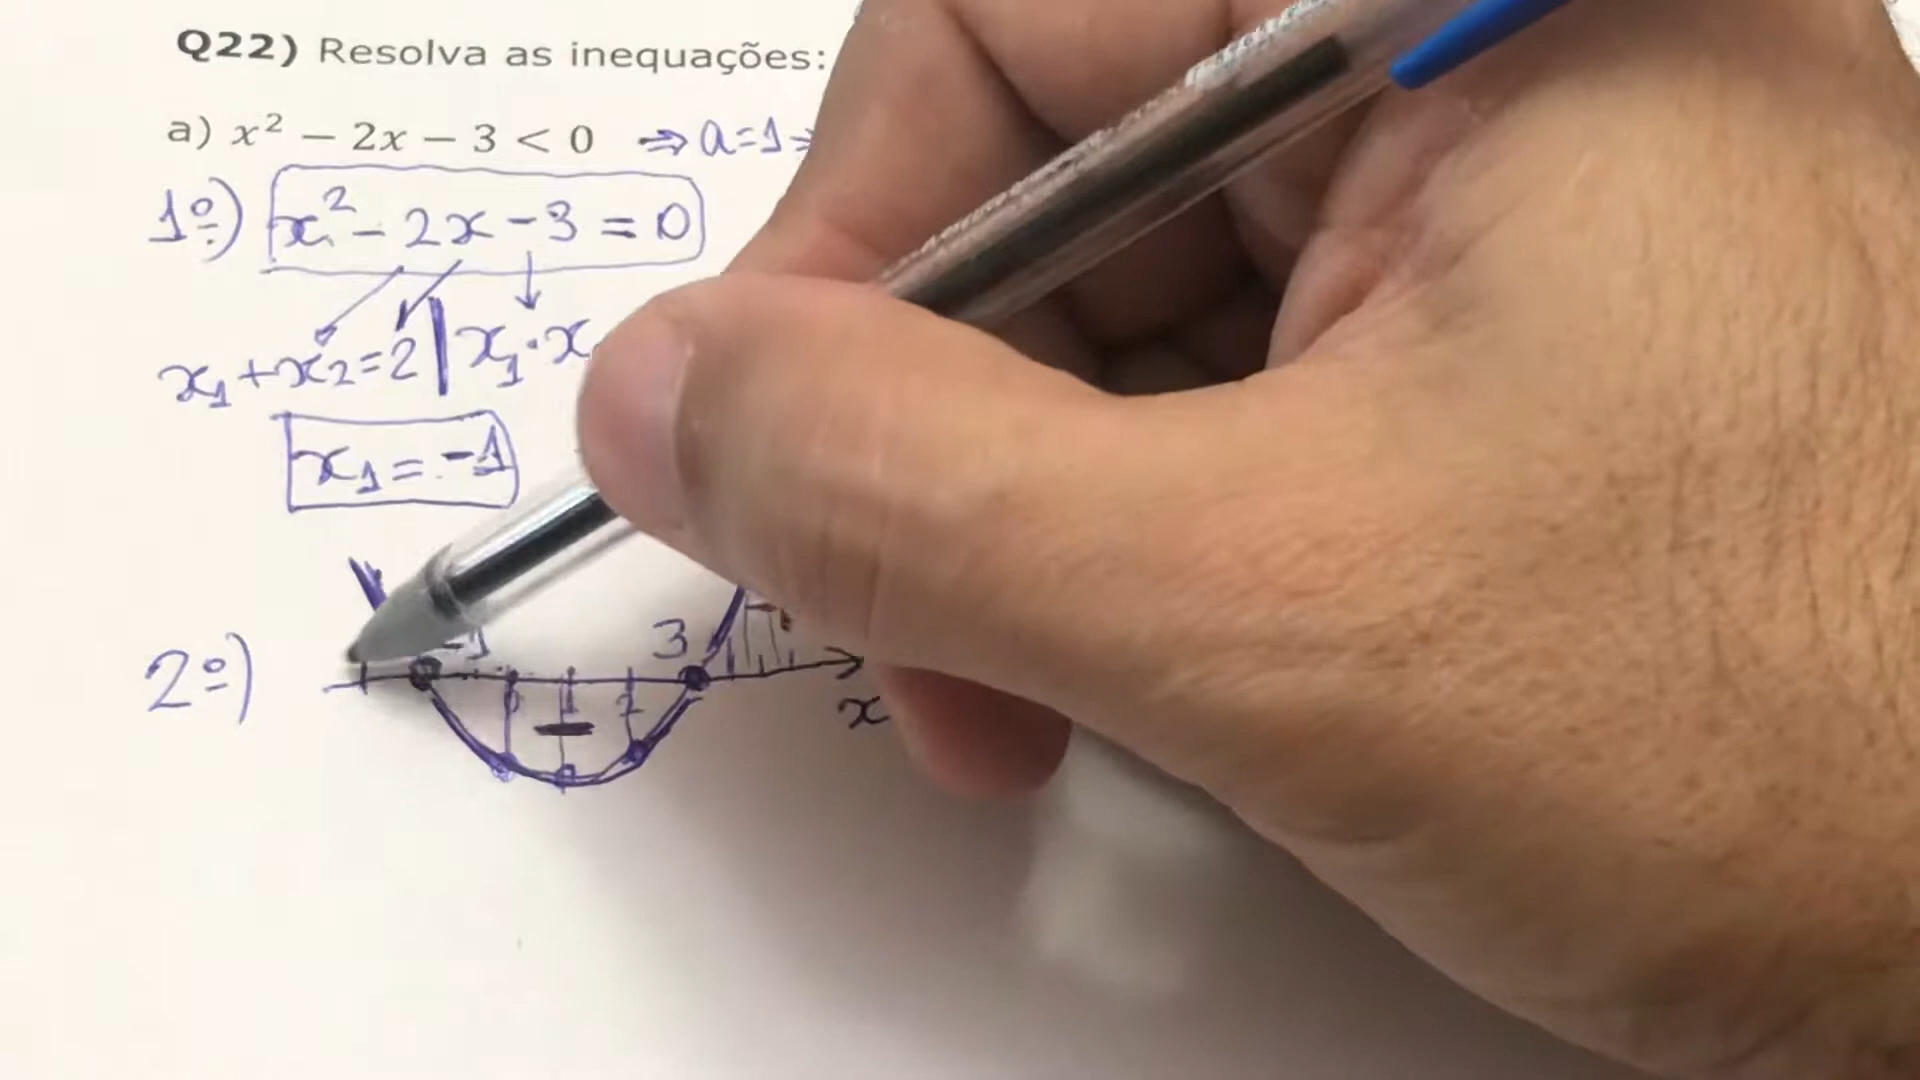 Q22) Resolva as inequações:
a) x² − 2x − 3 < 0 ⇒ a=1 ⇒
1º) x² − 2x − 3 = 0
x₁ + x₂ = 2 | x₁ · x
x₁ = −1
2º) −1 3
0 1 2
−
x